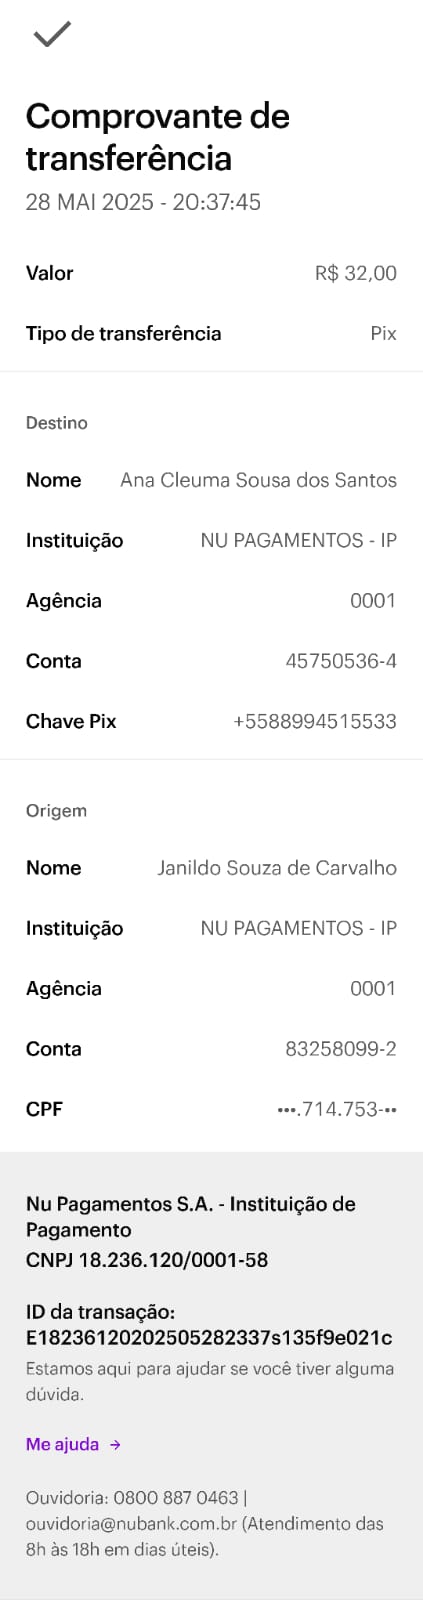 Comprovante de
transferência
28 MAI 2025 - 20:37:45
Valor R$ 32,00
Tipo de transferência Pix
Destino
Nome Ana Cleuma Sousa dos Santos
Instituição NU PAGAMENTOS - IP
Agência 0001
Conta 45750536-4
Chave Pix +5588994515533
Origem
Nome Janildo Souza de Carvalho
Instituição NU PAGAMENTOS - IP
Agência 0001
Conta 83258099-2
CPF •••.714.753-••
Nu Pagamentos S.A. - Instituição de
Pagamento
CNPJ 18.236.120/0001-58
ID da transação:
E18236120202505282337s135f9e021c
Estamos aqui para ajudar se você tiver alguma
dúvida.
Me ajuda →
Ouvidoria: 0800 887 0463 |
ouvidoria@nubank.com.br (Atendimento das
8h às 18h em dias úteis).